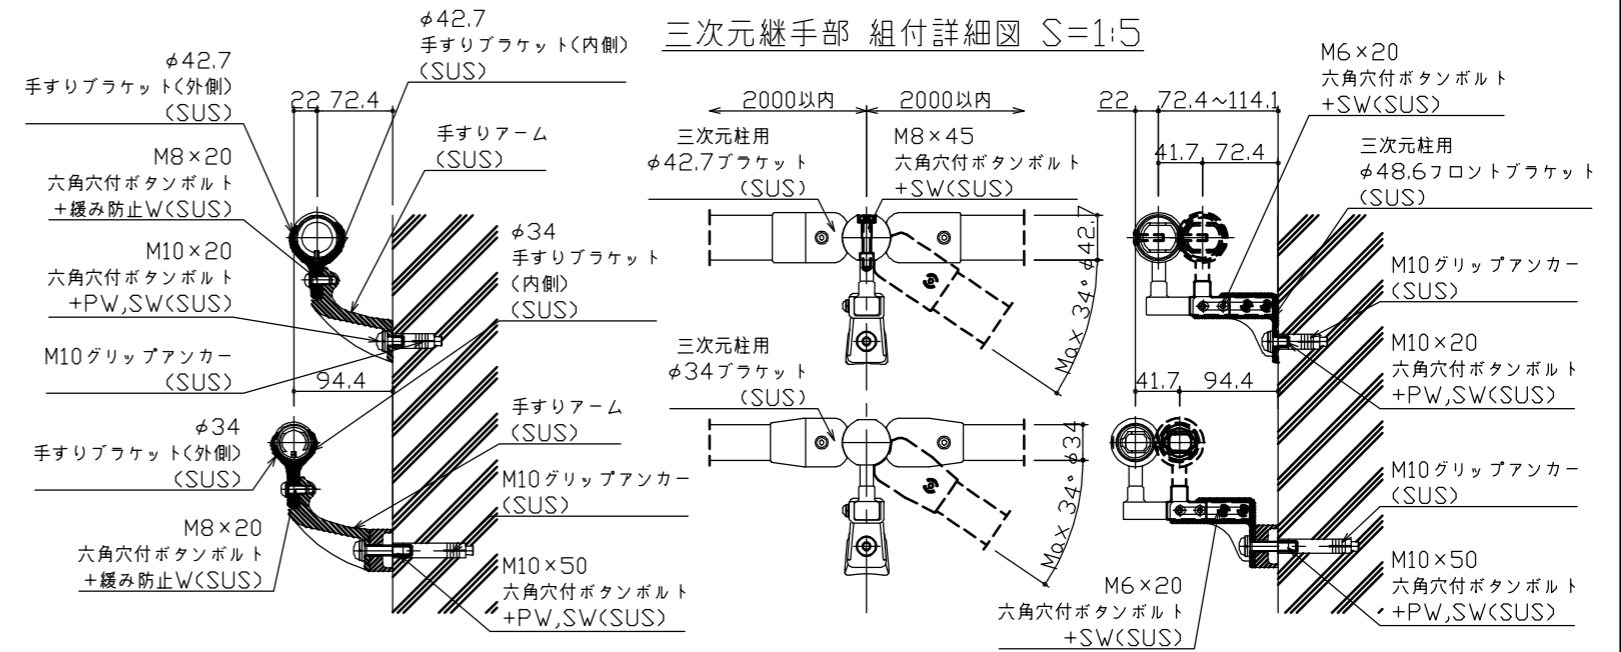 三次元継手部 組付詳細図 S=1:5
φ42.7
手すりブラケット(内側)
(SUS)
φ42.7
手すりブラケット(外側)
(SUS)
22 72.4
手すりアーム
(SUS)
M8×20
六角穴付ボタンボルト
+緩み防止W(SUS)
M10×20
六角穴付ボタンボルト
+PW,SW(SUS)
M10グリップアンカー
(SUS)
φ34
手すりブラケット
(内側)
(SUS)
94.4
φ34
手すりブラケット(外側)
(SUS)
手すりアーム
(SUS)
M10グリップアンカー
(SUS)
M8×20
六角穴付ボタンボルト
+緩み防止W(SUS)
M10×50
六角穴付ボタンボルト
+PW,SW(SUS)
2000以内 2000以内
三次元柱用
φ42.7ブラケット
(SUS)
M8×45
六角穴付ボタンボルト
+SW(SUS)
φ42.7
Max 34°
三次元柱用
φ34ブラケット
(SUS)
φ34
Max 34°
M6×20
六角穴付ボタンボルト
+SW(SUS)
22 72.4~114.1
41.7 72.4
三次元柱用
φ48.6フロントブラケット
(SUS)
M10グリップアンカー
(SUS)
M10×20
六角穴付ボタンボルト
+PW,SW(SUS)
41.7 94.4
M10グリップアンカー
(SUS)
M10×50
六角穴付ボタンボルト
+PW,SW(SUS)
M6×20
六角穴付ボタンボルト
+SW(SUS)